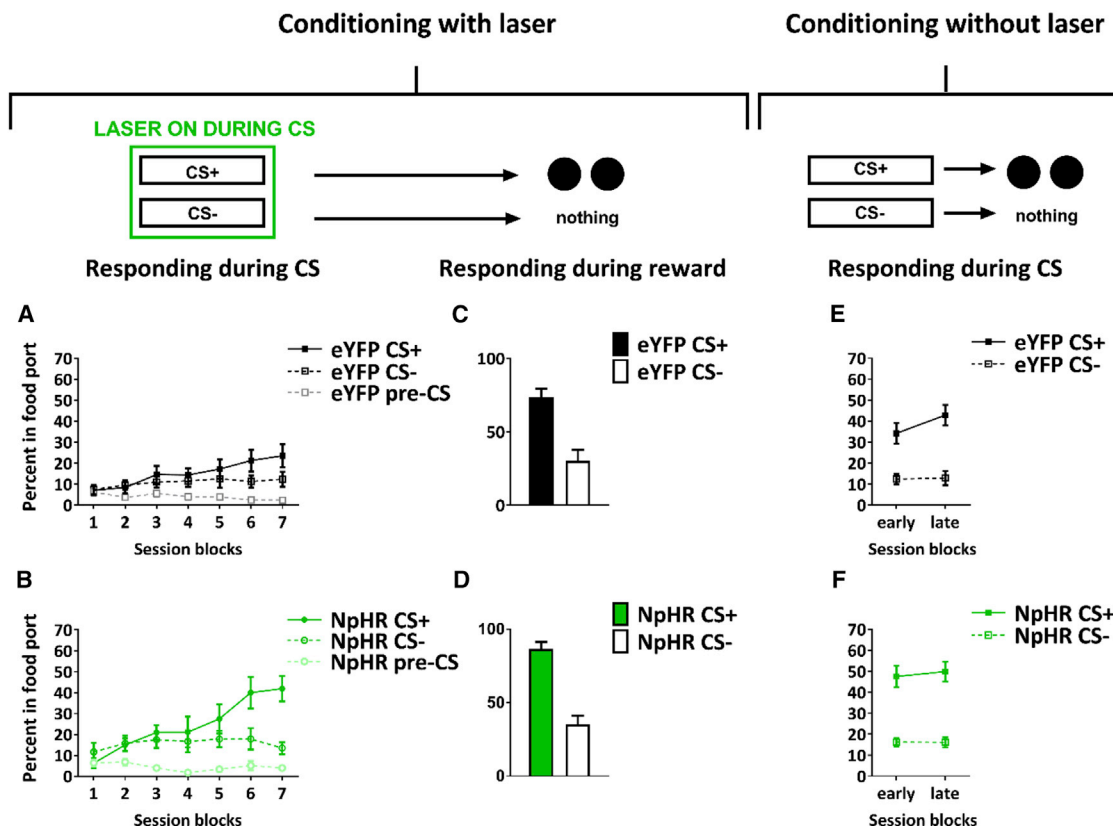 Conditioning with laser
Conditioning without laser
LASER ON DURING CS
CS+
CS-
nothing
CS+
CS-
nothing
Responding during CS
Responding during reward
Responding during CS
A
Percent in food port
70
60
50
40
30
20
10
0
1 2 3 4 5 6 7
Session blocks
eYFP CS+
eYFP CS-
eYFP pre-CS
C
100
50
0
eYFP CS+
eYFP CS-
E
70
60
50
40
30
20
10
0
early late
Session blocks
eYFP CS+
eYFP CS-
B
Percent in food port
70
60
50
40
30
20
10
0
1 2 3 4 5 6 7
Session blocks
NpHR CS+
NpHR CS-
NpHR pre-CS
D
100
50
0
NpHR CS+
NpHR CS-
F
70
60
50
40
30
20
10
0
early late
Session blocks
NpHR CS+
NpHR CS-